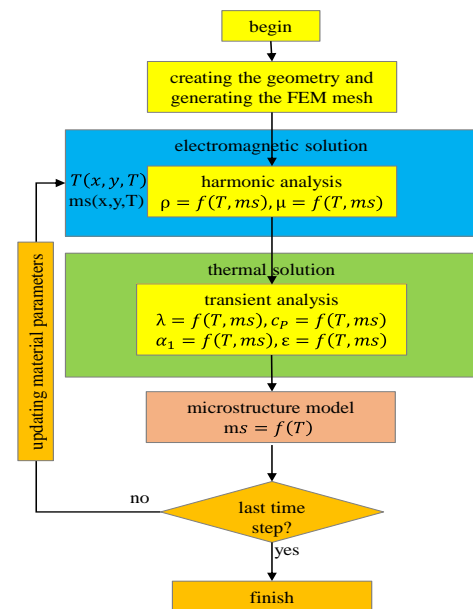 begin
creating the geometry and
generating the FEM mesh
electromagnetic solution
T(x, y, T)
ms(x,y,T)
harmonic analysis
ρ = f(T, ms), μ = f(T, ms)
thermal solution
transient analysis
λ = f(T, ms), c_P = f(T, ms)
α₁ = f(T, ms), ε = f(T, ms)
updating material parameters
microstructure model
ms = f(T)
no
last time
step?
yes
finish